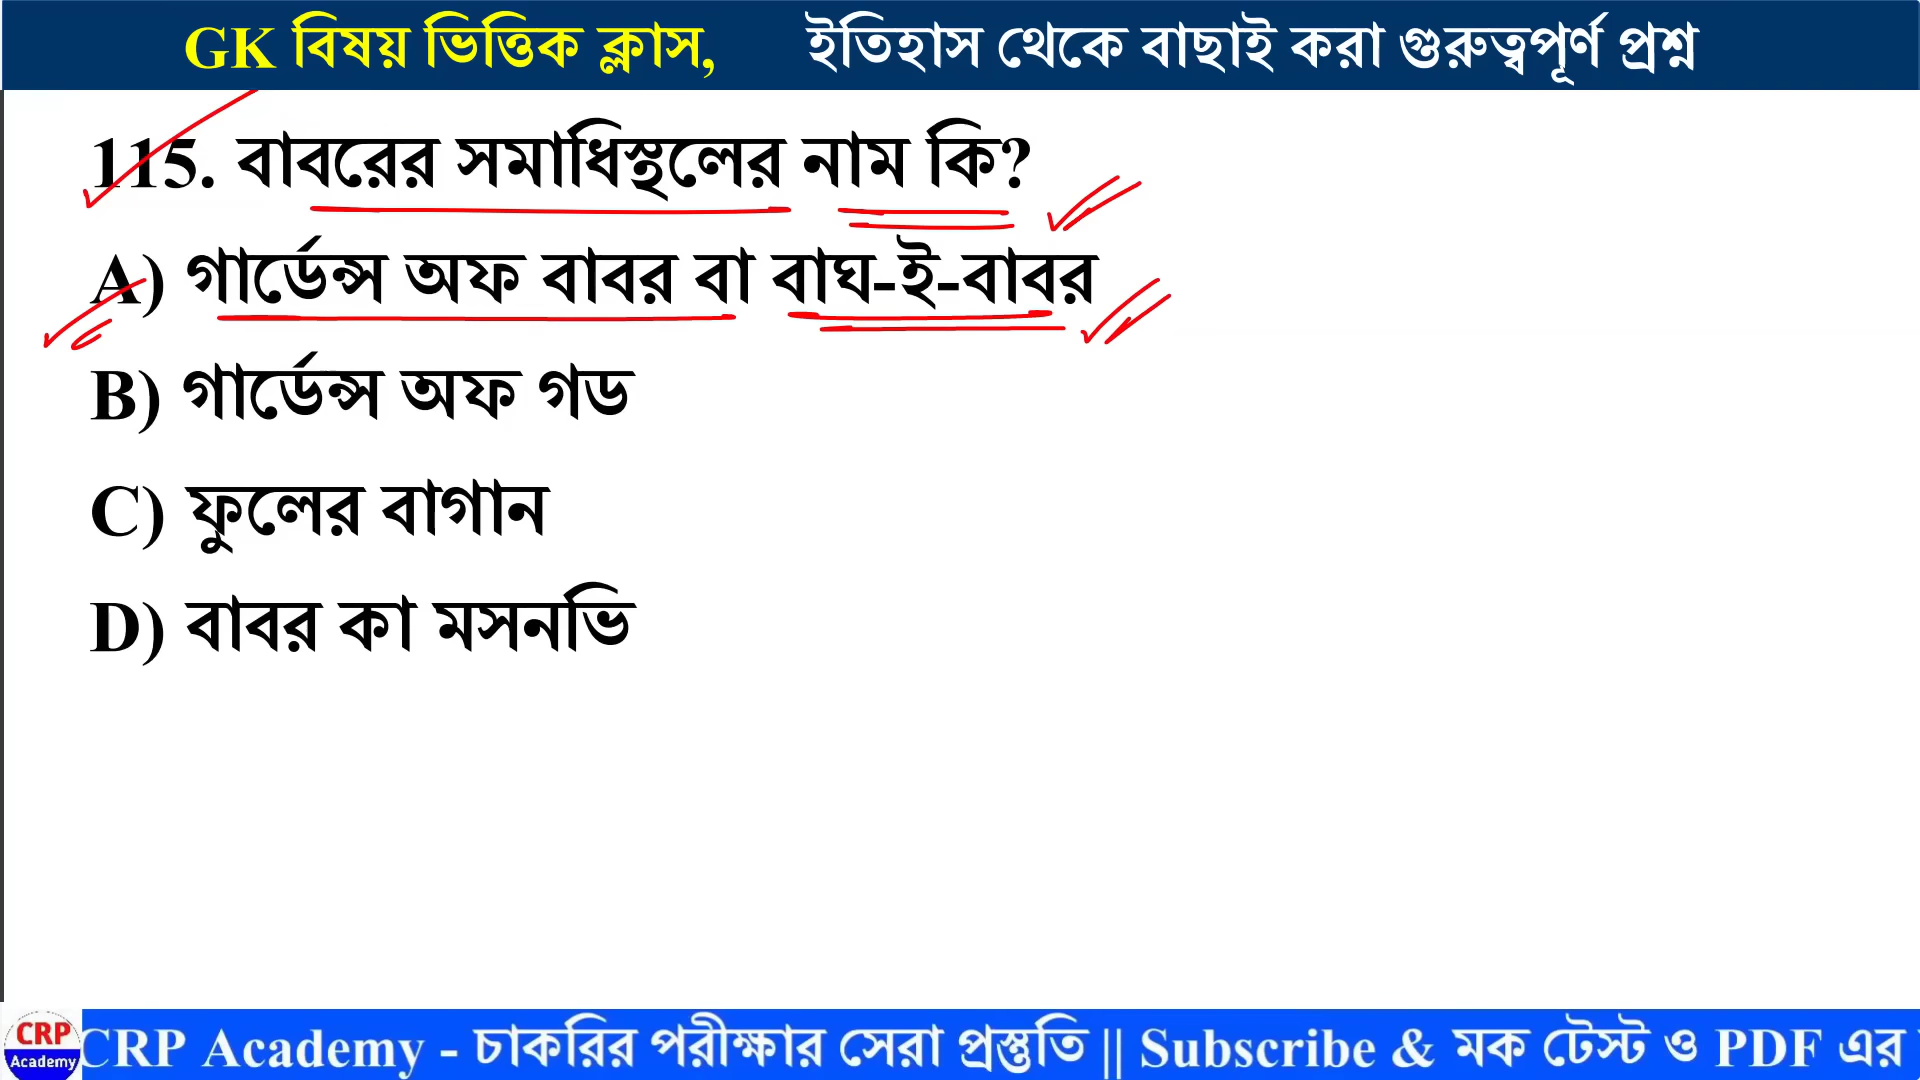 GK বিষয় ভিত্তিক ক্লাস, ইতিহাস থেকে বাছাই করা গুরুত্বপূর্ণ প্রশ্ন
115. বাবরের সমাধিস্থলের নাম কি?
A) গার্ডেন্স অফ বাবর বা বাঘ-ই-বাবর
B) গার্ডেন্স অফ গড
C) ফুলের বাগান
D) বাবর কা মসনভি
CRP Academy
CRP Academy - চাকরির পরীক্ষার সেরা প্রস্তুতি || Subscribe & মক টেস্ট ও PDF এর